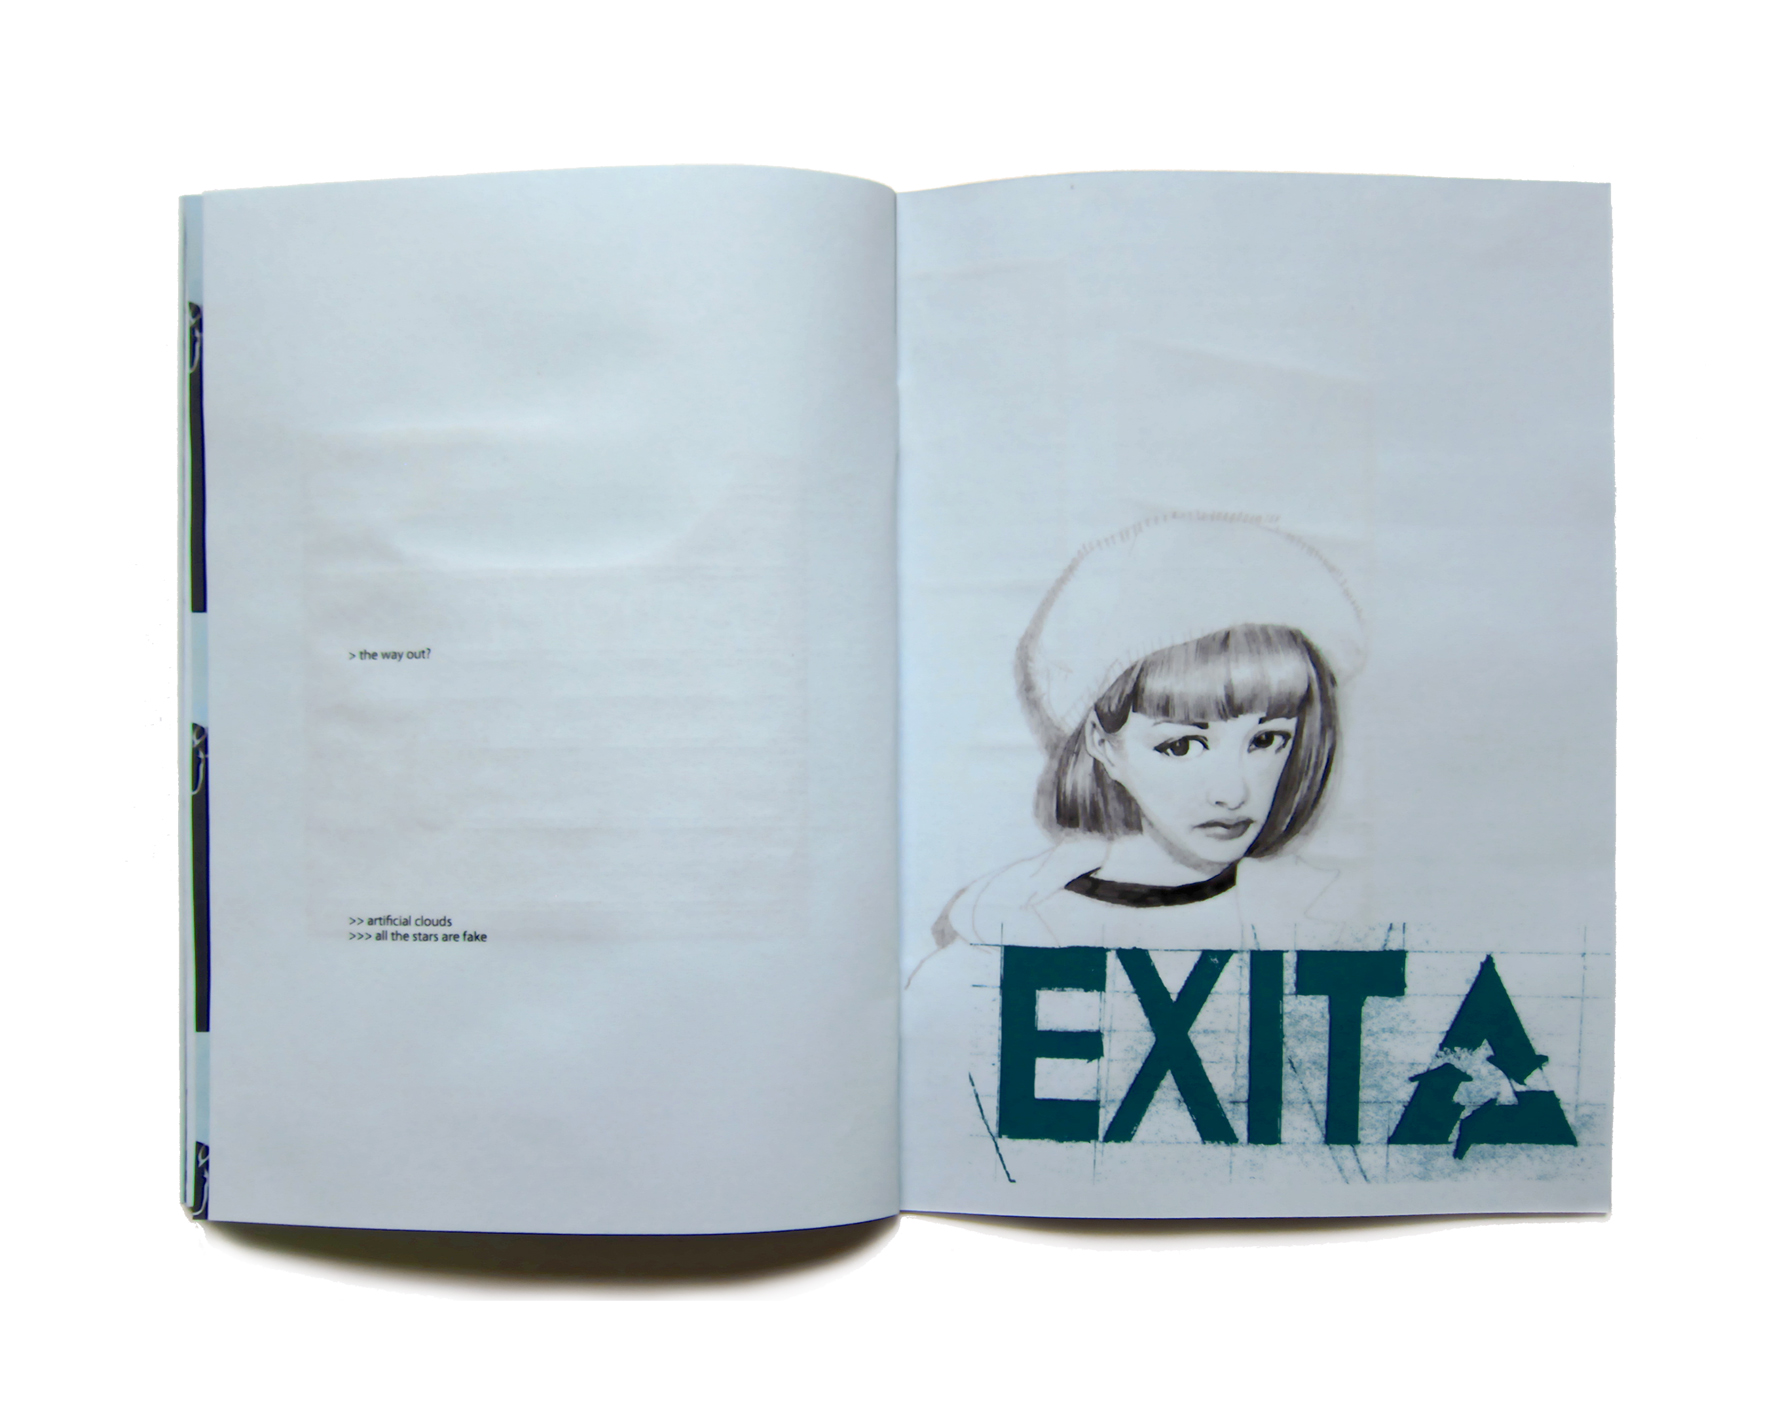 > the way out?
>> artificial clouds
>>> all the stars are fake
EXIT